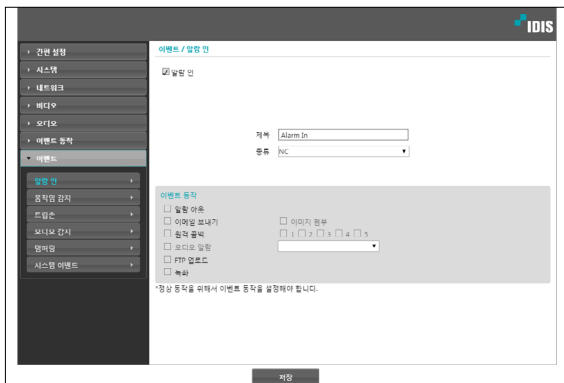 IDIS
간편 설정
시스템
네트워크
비디오
오디오
이벤트 동작
이벤트
알람 인
움직임 감지
트립존
오디오 감지
탬퍼링
시스템 이벤트
이벤트 / 알람 인
알람 인
제목 Alarm In
종류 NC
이벤트 동작
알람 아웃
이메일 보내기 이미지 첨부
원격 콜백 1 2 3 4 5
오디오 알람
FTP 업로드
녹화
*정상 동작을 위해서 이벤트 동작을 설정해야 합니다.
저장